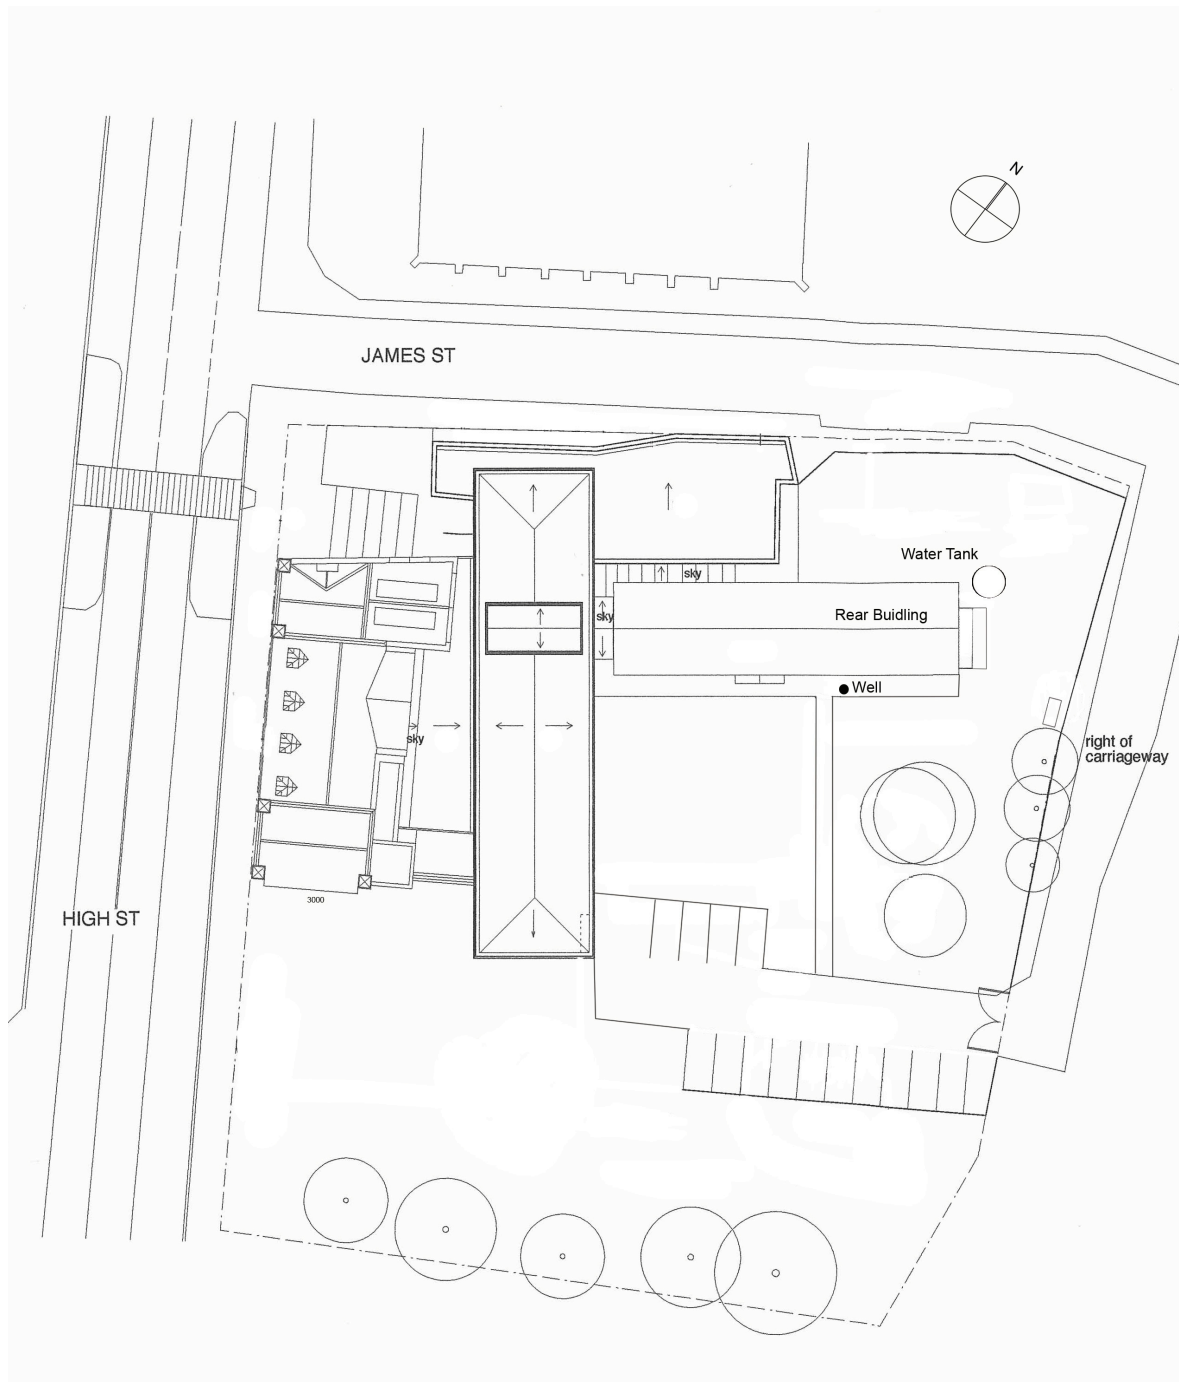 N
JAMES ST
Water Tank
sky
sky
Rear Buidling
Well
sky
right of
carriageway
3000
HIGH ST